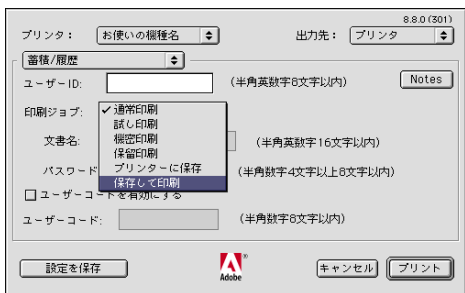 8.8.0 (301)
プリンタ： お使いの機種名 出力先： プリンタ
蓄積/履歴
ユーザーID: (半角英数字8文字以内) Notes
印刷ジョブ: ✓通常印刷
試し印刷
文書名: 機密印刷 (半角英数字16文字以内)
保留印刷
パスワード プリンターに保存 (半角数字4文字以上8文字以内)
保存して印刷
ユーザーコードを有効にする
ユーザーコード: (半角数字8文字以内)
設定を保存 Adobe キャンセル プリント